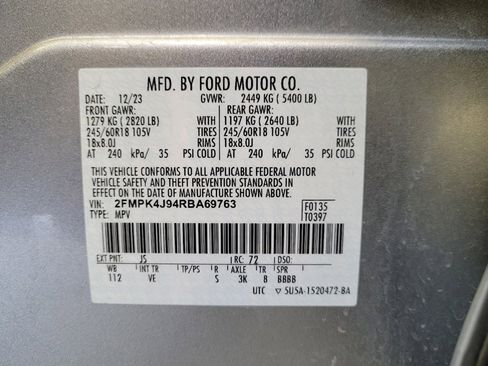 MFD. BY FORD MOTOR CO.
DATE: 12/23 GVWR: 2449 KG ( 5400 LB)
FRONT GAWR: REAR GAWR:
1279 KG ( 2820 LB) WITH 1197 KG ( 2640 LB) WITH
245/60R18 105V TIRES 245/60R18 105V TIRES
18x8.0J RIMS 18x8.0J RIMS
AT 240 kPa/ 35 PSI COLD AT 240 kPa/ 35 PSI COLD
THIS VEHICLE CONFORMS TO ALL APPLICABLE FEDERAL MOTOR
VEHICLE SAFETY AND THEFT PREVENTION STANDARDS IN
EFFECT ON THE DATE OF MANUFACTURE SHOWN ABOVE.
VIN: 2FMPK4J94RBA69763 F0135
TYPE: MPV T0397
EXT PNT: JS RC: 72 DSO:
WB INT TR TP/PS R AXLE TR SPR
112 VE S 3K 8 BBBB
UTC ▽ 5U5A-1520472-BA